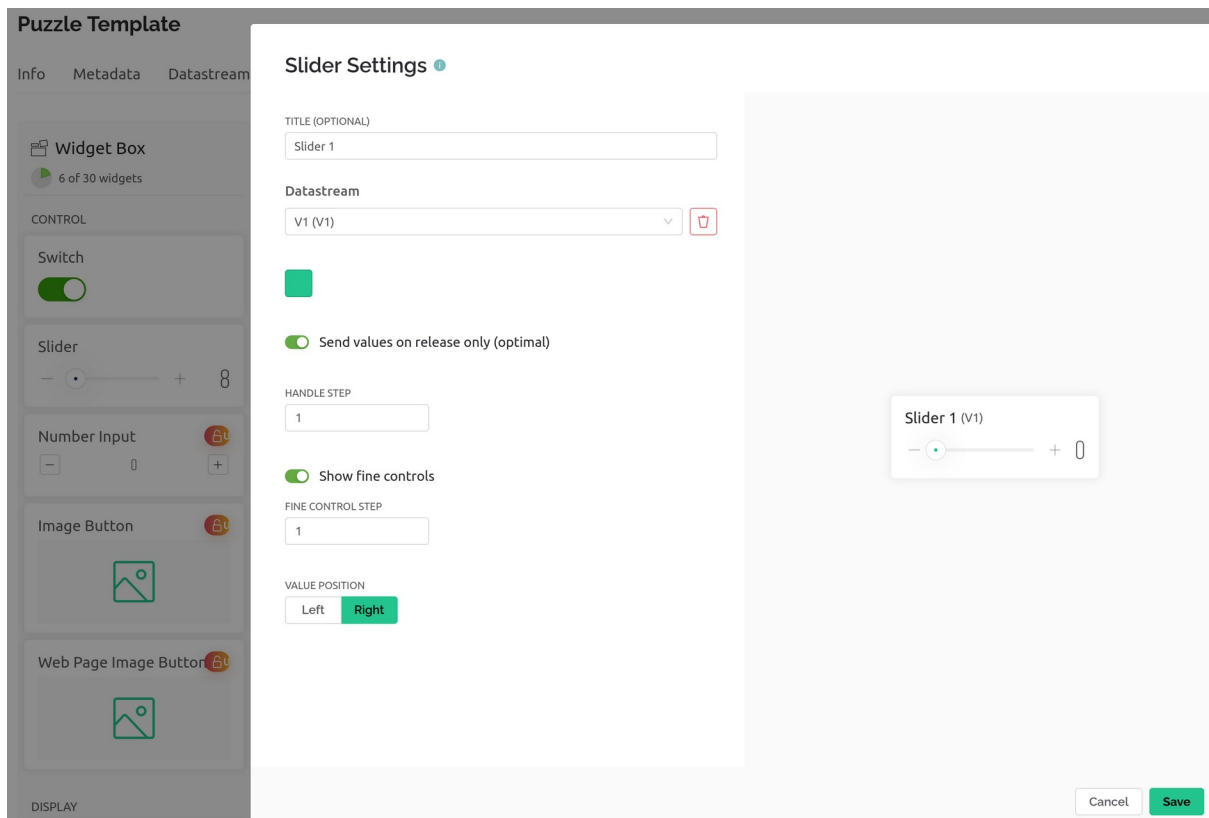 Puzzle Template
Info Metadata Datastream
Widget Box
6 of 30 widgets
CONTROL
Switch
Slider
8
Number Input
0
Image Button
Web Page Image Button
DISPLAY
Slider Settings
TITLE (OPTIONAL)
Slider 1
Datastream
V1 (V1)
Send values on release only (optimal)
HANDLE STEP
1
Show fine controls
FINE CONTROL STEP
1
VALUE POSITION
Left Right
Slider 1 (V1)
0
Cancel Save